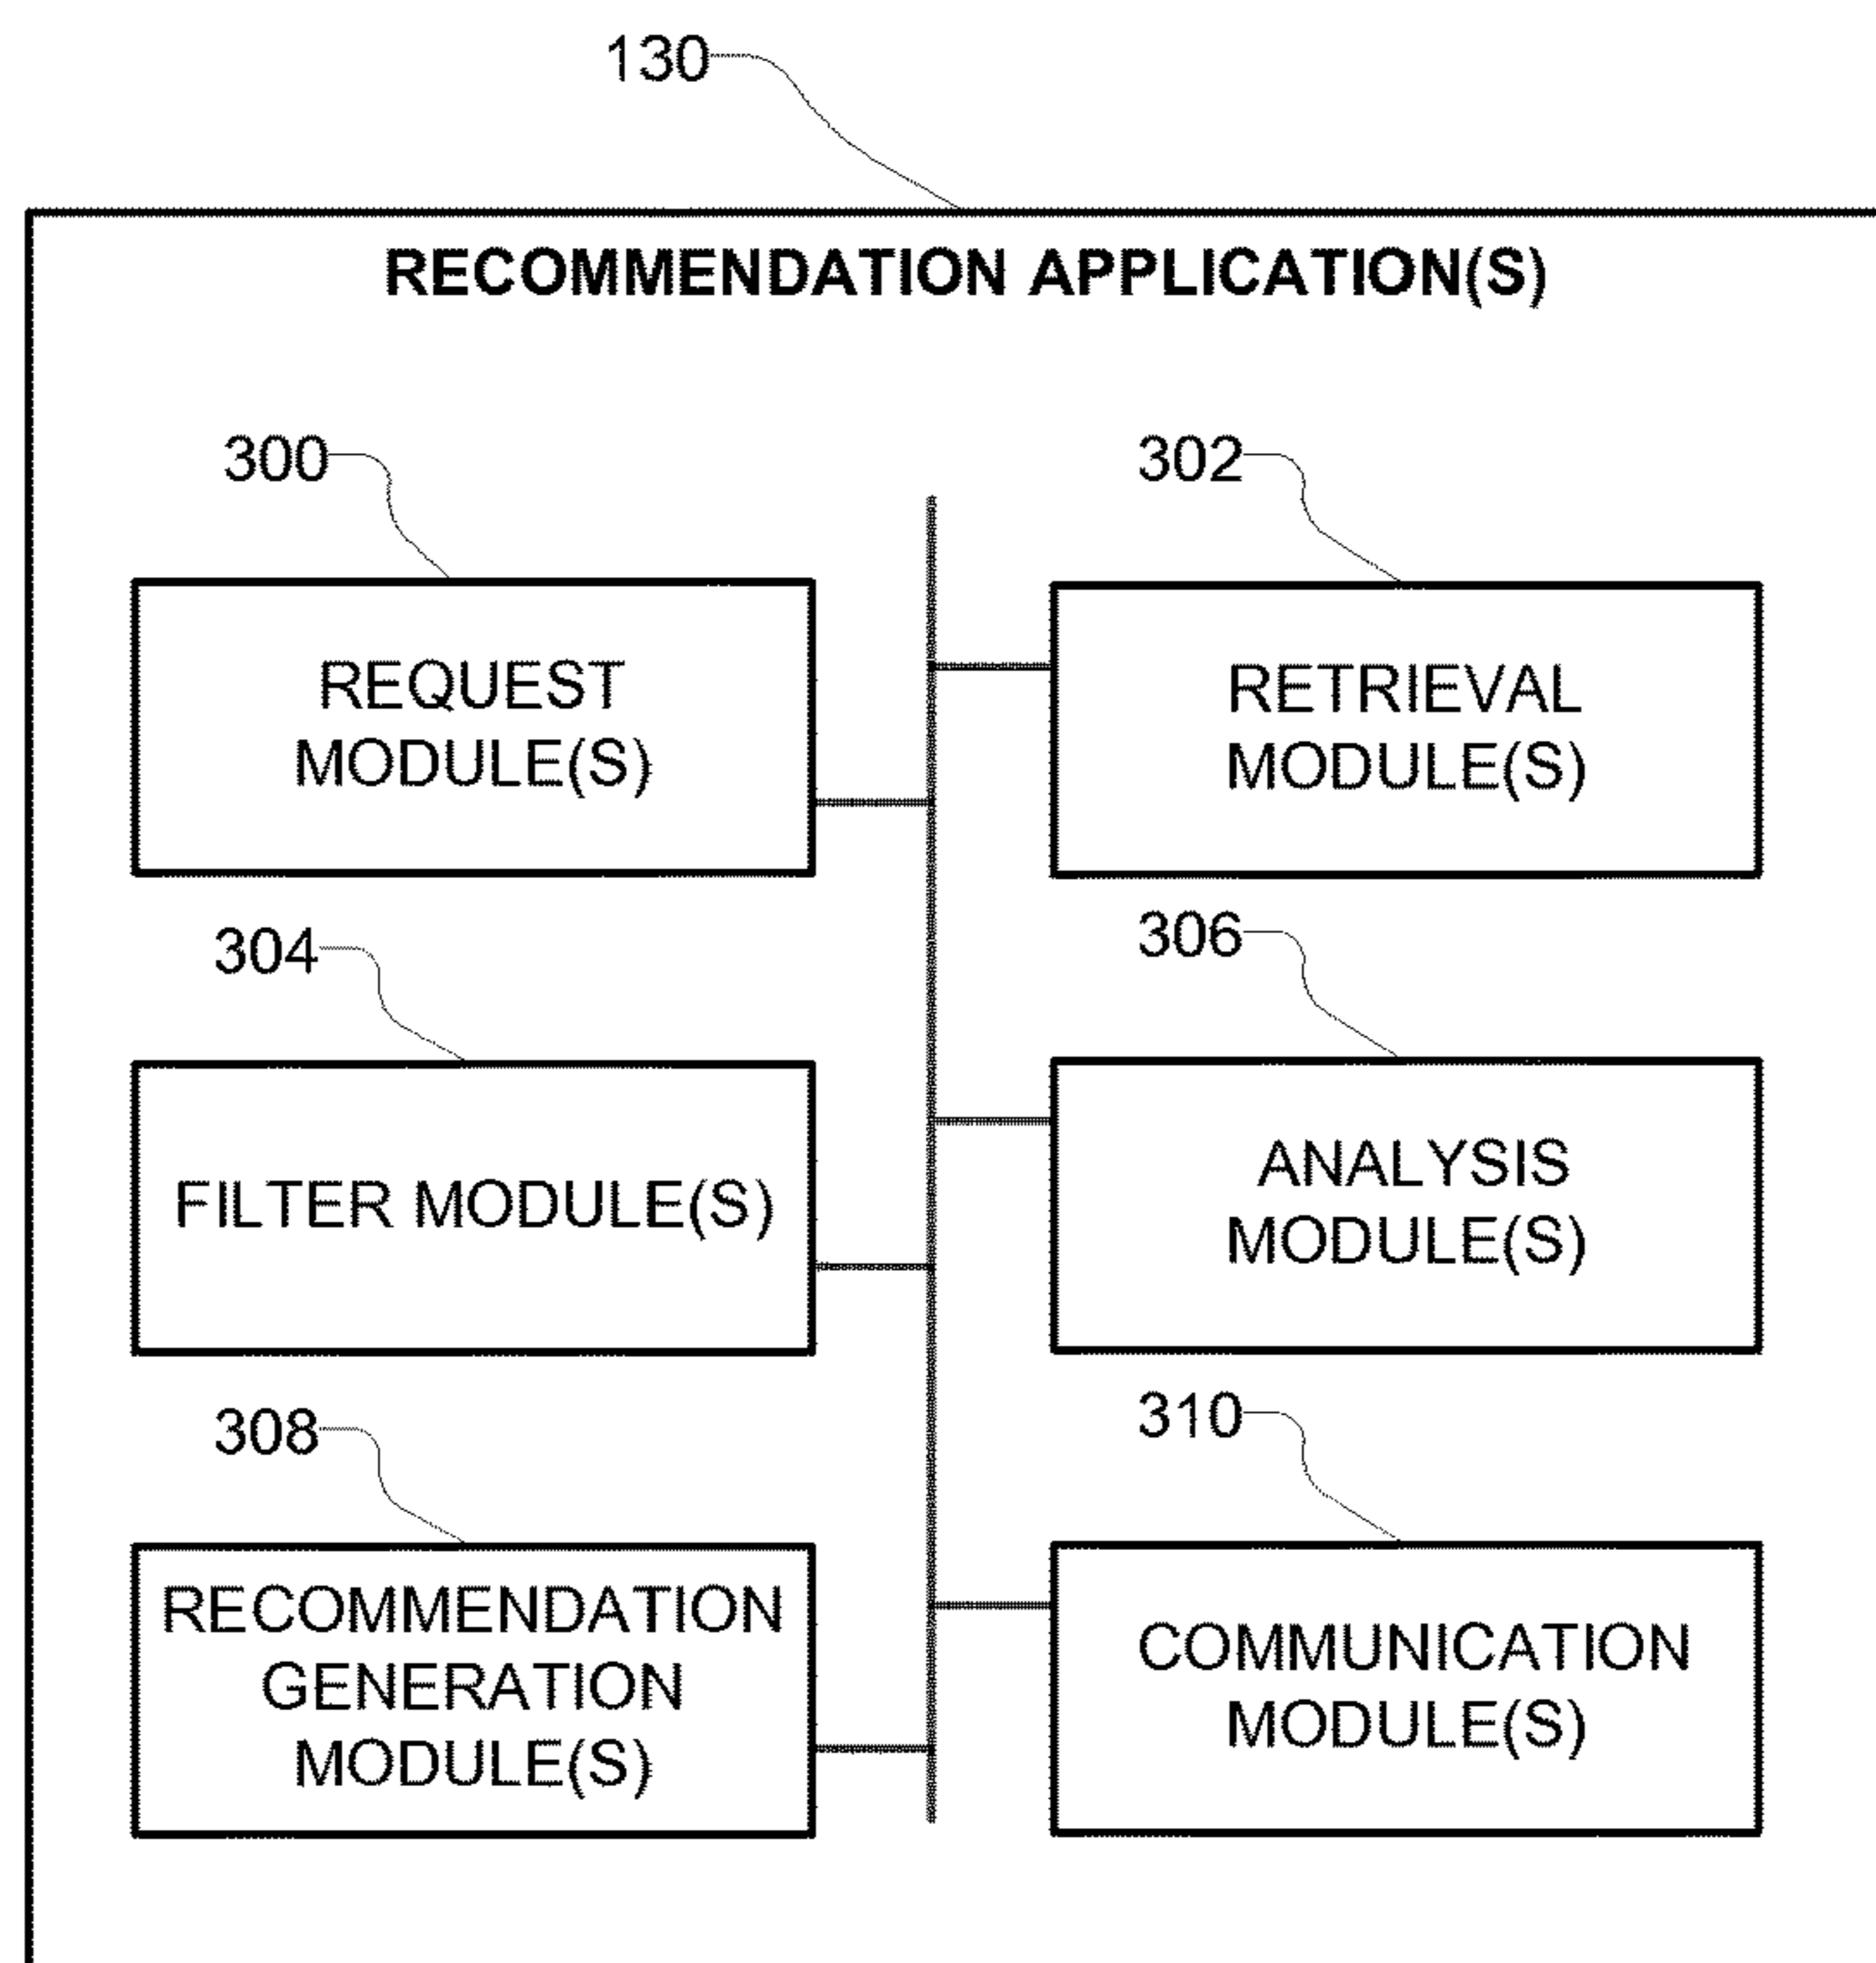 130
RECOMMENDATION APPLICATION(S)
300
302
REQUEST
MODULE(S)
RETRIEVAL
MODULE(S)
304
306
FILTER MODULE(S)
ANALYSIS
MODULE(S)
308
310
RECOMMENDATION
GENERATION
MODULE(S)
COMMUNICATION
MODULE(S)